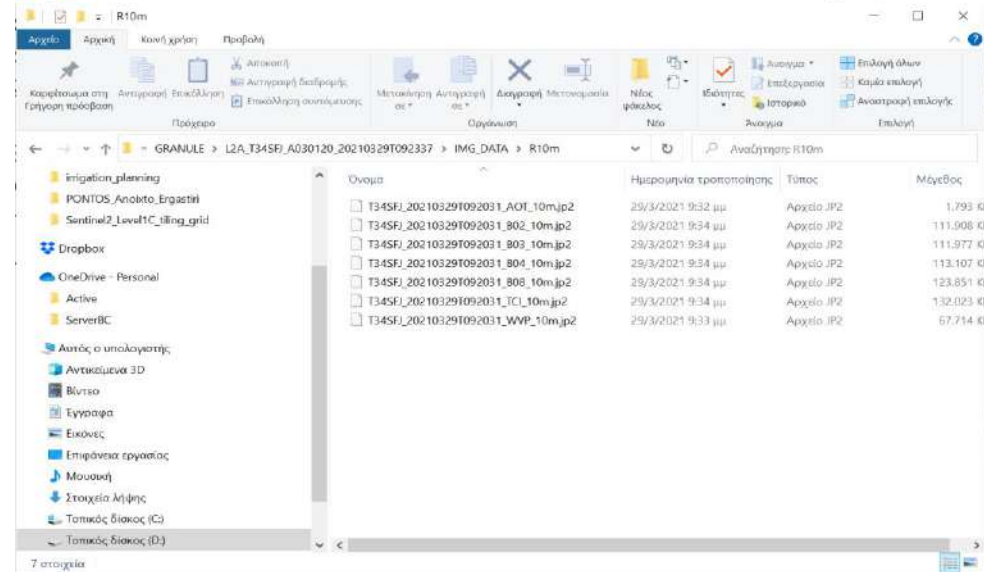 R10m
Αρχείο Αρχική Κοινή χρήση Προβολή
Καρφίτσωμα στη Γρήγορη πρόσβαση
Αντιγραφή
Επικόλληση
Αποκοπή
Αντιγραφή διαδρομής
Επικόλληση συντόμευσης
Πρόχειρο
Μετακίνηση σε
Αντιγραφή σε
Διαγραφή
Μετονομασία
Οργάνωση
Νέος φάκελος
Νέο
Ιδιότητες
Άνοιγμα
Επεξεργασία
Ιστορικό
Άνοιγμα
Επιλογή όλων
Καμία επιλογή
Αναστροφή επιλογής
Επιλογή
GRANULE > L2A_T34SFJ_A030120_20210329T092337 > IMG_DATA > R10m
Αναζήτηση: R10m
irrigation_planning
PONTOS_Anoixto_Ergastiri
Sentinel2_Level1C_tiling_grid
Dropbox
OneDrive - Personal
Active
ServerBC
Αυτός ο υπολογιστής
Αντικείμενα 3D
Βίντεο
Έγγραφα
Εικόνες
Επιφάνεια εργασίας
Μουσική
Στοιχεία λήψης
Τοπικός δίσκος (C:)
Τοπικός δίσκος (D:)
Όνομα Ημερομηνία τροποποίησης Τύπος Μέγεθος
T34SFJ_20210329T092031_AOT_10m.jp2 29/3/2021 9:32 μμ Αρχείο JP2 1.793
T34SFJ_20210329T092031_B02_10m.jp2 29/3/2021 9:34 μμ Αρχείο JP2 111.908
T34SFJ_20210329T092031_B03_10m.jp2 29/3/2021 9:34 μμ Αρχείο JP2 111.977
T34SFJ_20210329T092031_B04_10m.jp2 29/3/2021 9:34 μμ Αρχείο JP2 113.107
T34SFJ_20210329T092031_B08_10m.jp2 29/3/2021 9:34 μμ Αρχείο JP2 123.851
T34SFJ_20210329T092031_TCI_10m.jp2 29/3/2021 9:34 μμ Αρχείο JP2 132.023
T34SFJ_20210329T092031_WVP_10m.jp2 29/3/2021 9:33 μμ Αρχείο JP2 67.714
7 στοιχεία